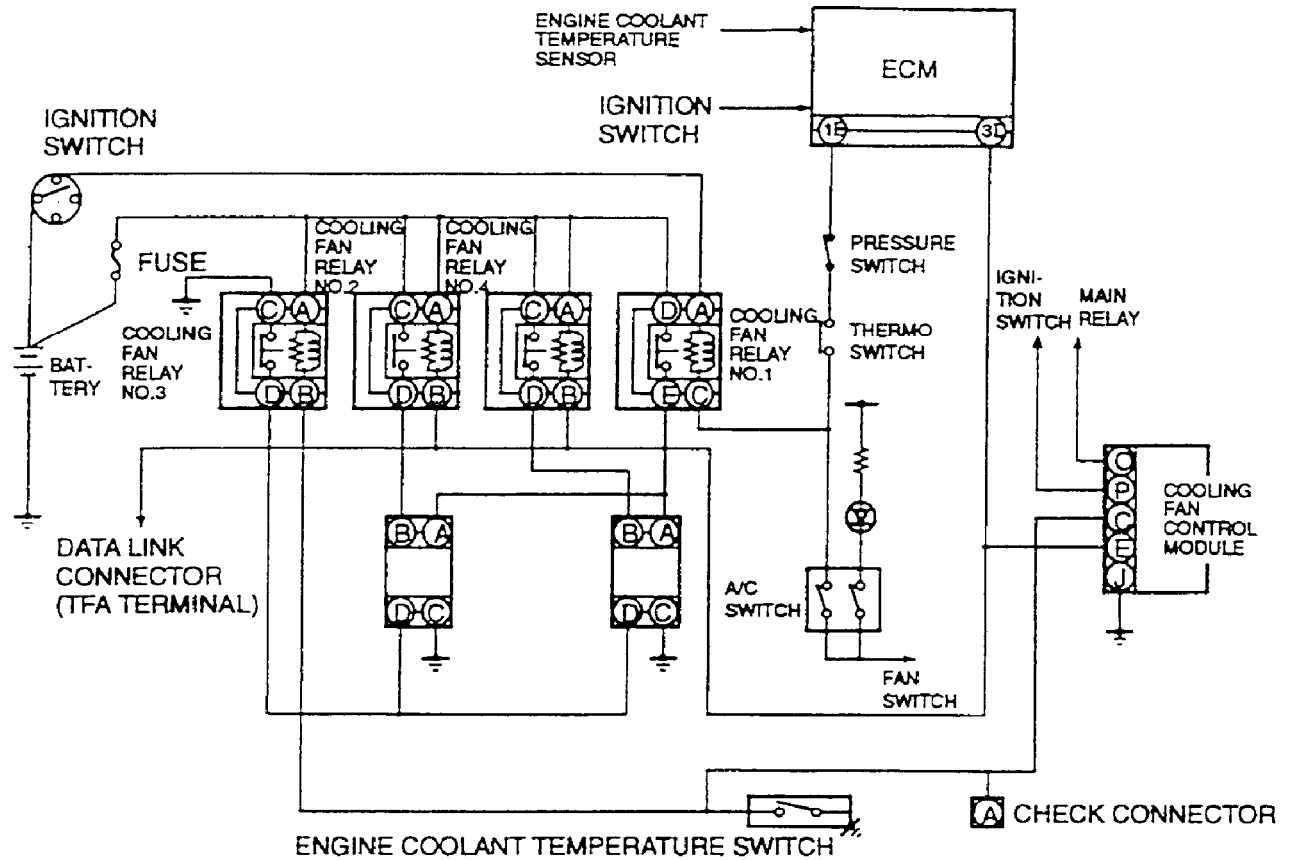 ENGINE COOLANT
TEMPERATURE
SENSOR
ECM
IGNITION
SWITCH
1E
3D
IGNITION
SWITCH
FUSE
COOLING
FAN
RELAY
NO.2
COOLING
FAN
RELAY
NO.4
PRESSURE
SWITCH
IGNI-
TION
SWITCH
MAIN
RELAY
C A
C A
C A
D A
COOLING
FAN
RELAY
NO.3
COOLING
FAN
RELAY
NO.1
THERMO
SWITCH
BAT-
TERY
D B
D B
D B
E C
O
P
C
E
J
COOLING
FAN
CONTROL
MODULE
B A
B A
DATA LINK
CONNECTOR
(TFA TERMINAL)
D C
D C
A/C
SWITCH
FAN
SWITCH
A CHECK CONNECTOR
ENGINE COOLANT TEMPERATURE SWITCH